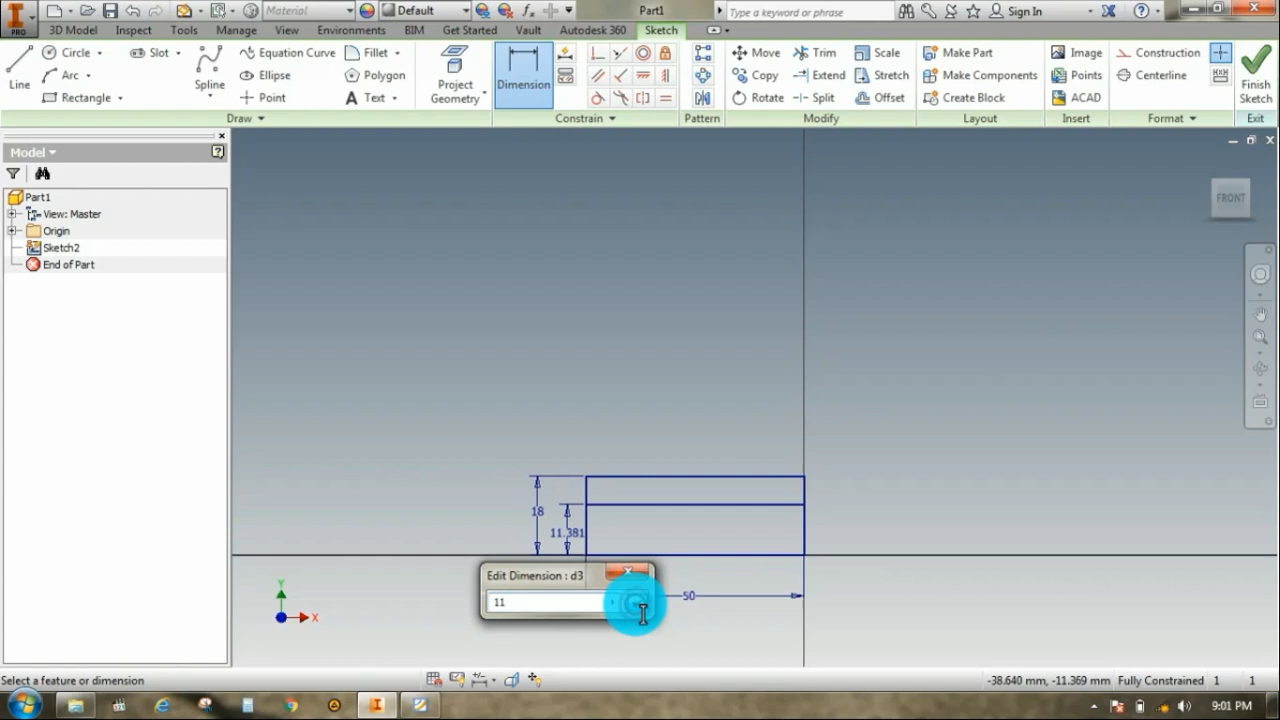 Material
Default
Part1
Type a keyword or phrase
Sign In
PRO
3D Model
Inspect
Tools
Manage
View
Environments
BIM
Get Started
Vault
Autodesk 360
Sketch
Line
Circle
Arc
Rectangle
Slot
Spline
Equation Curve
Ellipse
Point
Fillet
Polygon
Text
Project Geometry
Dimension
Move
Copy
Rotate
Trim
Extend
Split
Scale
Stretch
Offset
Make Part
Make Components
Create Block
Image
Points
ACAD
Construction
Centerline
Finish Sketch
Draw
Constrain
Pattern
Modify
Layout
Insert
Format
Exit
Model
Part1
View: Master
Origin
Sketch2
End of Part
FRONT
18
11.381
50
Edit Dimension : d3
11
Y
X
Select a feature or dimension
-38.640 mm, -11.369 mm
Fully Constrained
1
1
9:01 PM